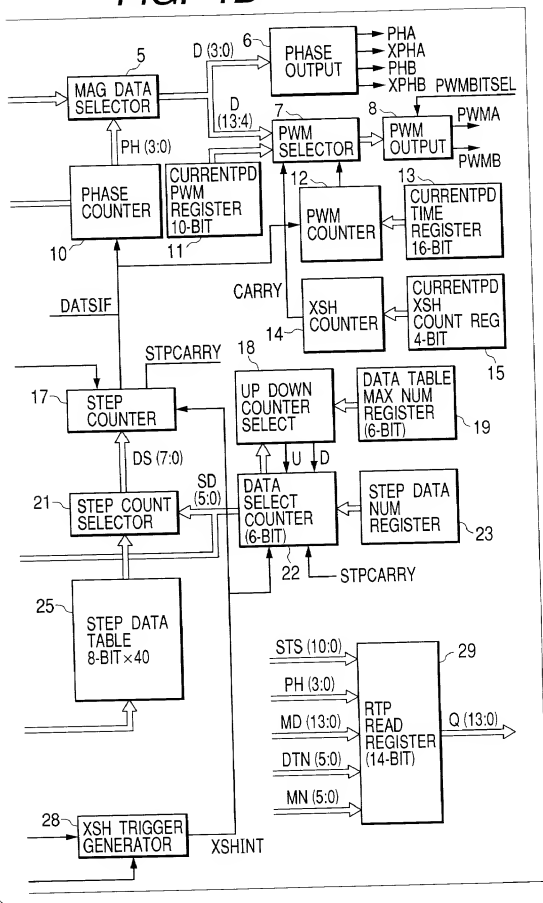 FIG. 1B
5
MAG DATA
SELECTOR
D (3:0)
6
PHASE
OUTPUT
PHA
XPHA
PHB
XPHB
D
(13:4)
7
PWM
SELECTOR
8
PWM
OUTPUT
PWMBITSEL
PWMA
PWMB
PH (3:0)
PHASE
COUNTER
10
CURRENTPD
PWM
REGISTER
10-BIT
11
12
PWM
COUNTER
13
CURRENTPD
TIME
REGISTER
16-BIT
CARRY
XSH
COUNTER
14
CURRENTPD
XSH
COUNT REG
4-BIT
15
DATSIF
STPCARRY
17
STEP
COUNTER
18
UP DOWN
COUNTER
SELECT
DATA TABLE
MAX NUM
REGISTER
(6-BIT)
19
U
D
DS (7:0)
SD
(5:0)
21
STEP COUNT
SELECTOR
DATA
SELECT
COUNTER
(6-BIT)
22
STEP DATA
NUM
REGISTER
23
STPCARRY
25
STEP DATA
TABLE
8-BIT×40
STS (10:0)
PH (3:0)
MD (13:0)
DTN (5:0)
MN (5:0)
29
RTP
READ
REGISTER
(14-BIT)
Q (13:0)
28
XSH TRIGGER
GENERATOR
XSHINT